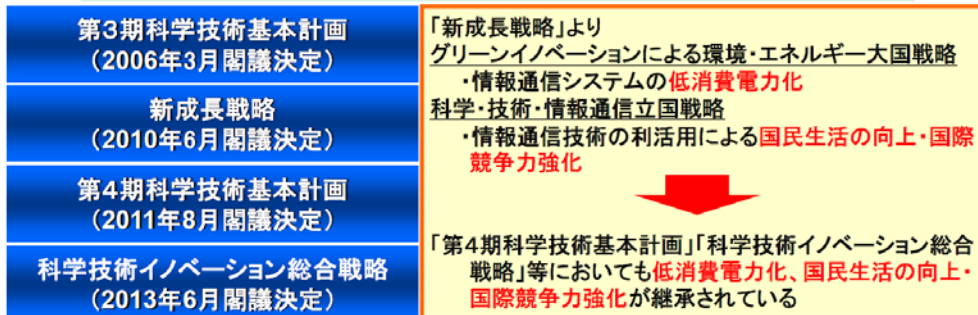 第3期科学技術基本計画
(2006年3月閣議決定)
新成長戦略
(2010年6月閣議決定)
第4期科学技術基本計画
(2011年8月閣議決定)
科学技術イノベーション総合戦略
(2013年6月閣議決定)
「新成長戦略」より
グリーンイノベーションによる環境・エネルギー大国戦略
・情報通信システムの低消費電力化
科学・技術・情報通信立国戦略
・情報通信技術の利活用による国民生活の向上・国際
競争力強化
「第4期科学技術基本計画」「科学技術イノベーション総合
戦略」等においても低消費電力化、国民生活の向上・
国際競争力強化が継承されている